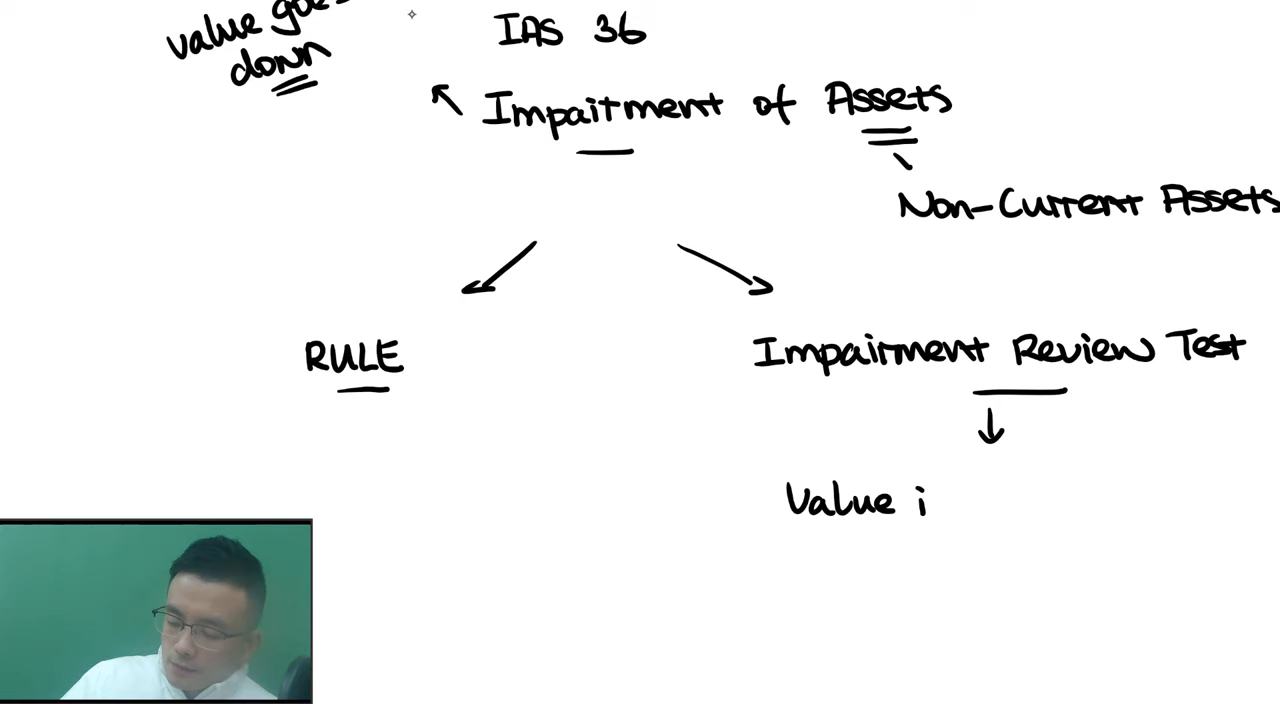 value goes
down
IAS 36
Impairment of Assets
Non-Current Assets
RULE
Impairment Review Test
Value i